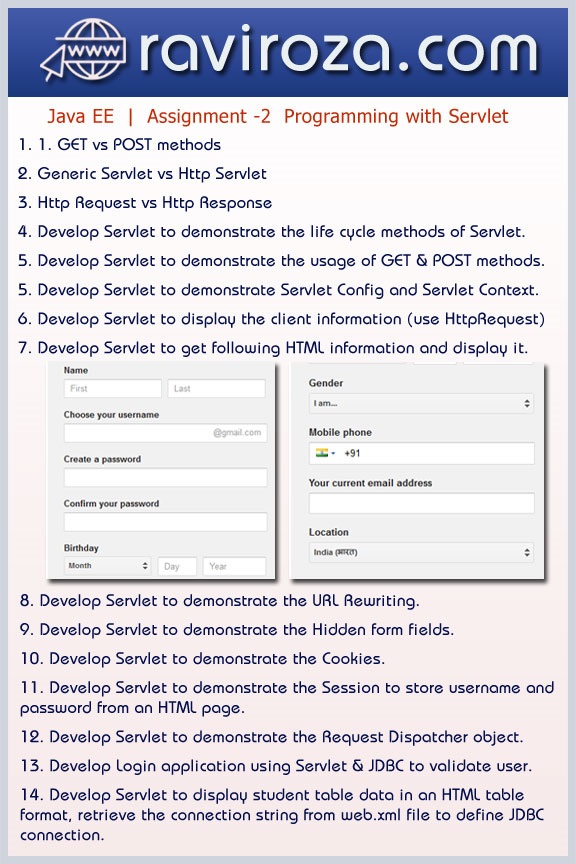 www raviroza.com
Java EE | Assignment -2 Programming with Servlet
1. 1. GET vs POST methods
2. Generic Servlet vs Http Servlet
3. Http Request vs Http Response
4. Develop Servlet to demonstrate the life cycle methods of Servlet.
5. Develop Servlet to demonstrate the usage of GET & POST methods.
5. Develop Servlet to demonstrate Servlet Config and Servlet Context.
6. Develop Servlet to display the client information (use HttpRequest)
7. Develop Servlet to get following HTML information and display it.
Name
First Last
Choose your username
@gmail.com
Create a password
Confirm your password
Birthday
Month Day Year
Gender
I am...
Mobile phone
+91
Your current email address
Location
India (भारत)
8. Develop Servlet to demonstrate the URL Rewriting.
9. Develop Servlet to demonstrate the Hidden form fields.
10. Develop Servlet to demonstrate the Cookies.
11. Develop Servlet to demonstrate the Session to store username and
password from an HTML page.
12. Develop Servlet to demonstrate the Request Dispatcher object.
13. Develop Login application using Servlet & JDBC to validate user.
14. Develop Servlet to display student table data in an HTML table
format, retrieve the connection string from web.xml file to define JDBC
connection.